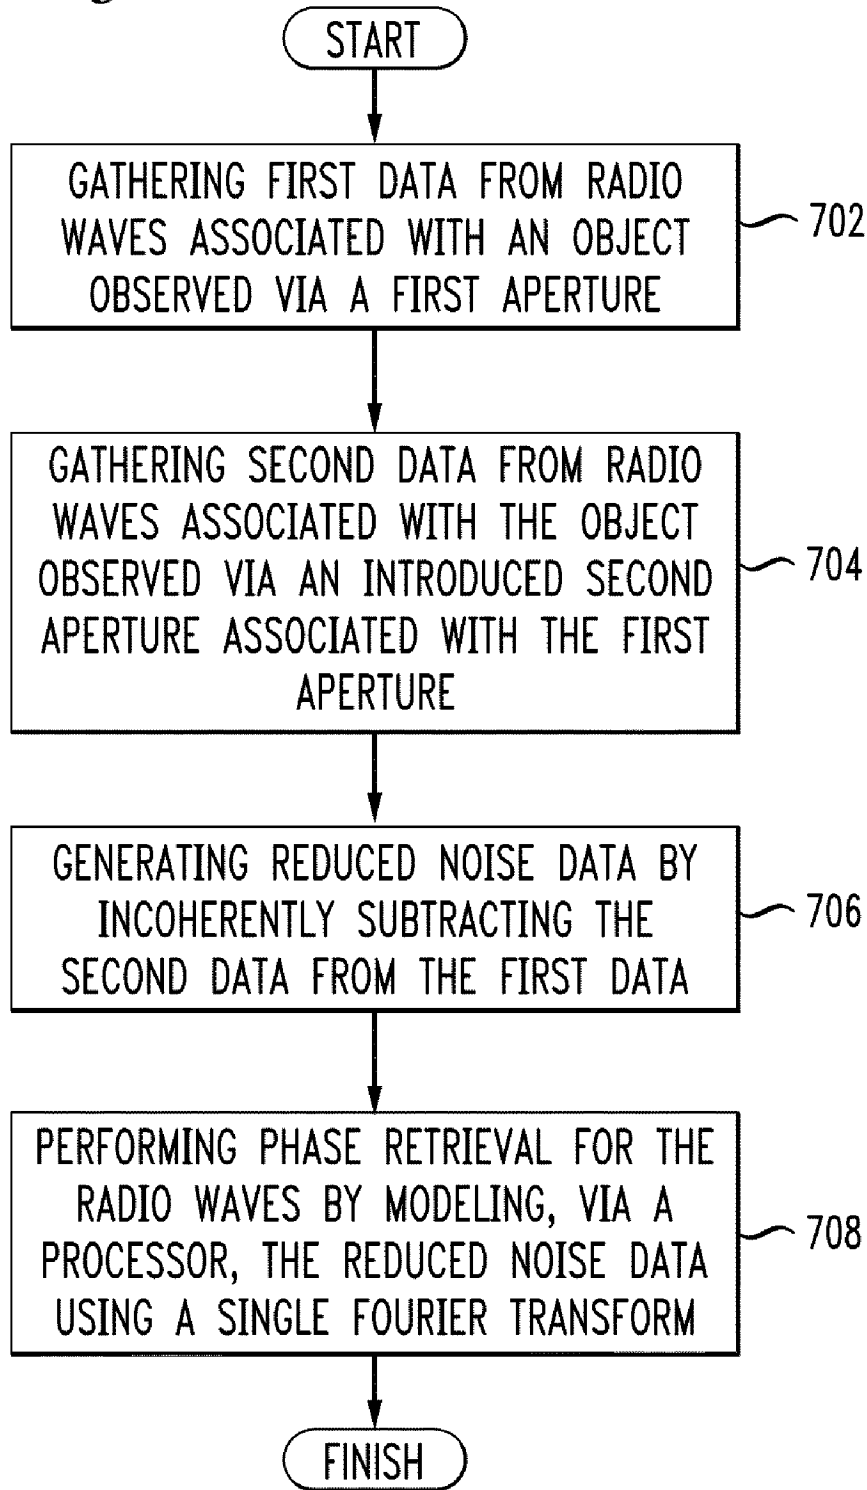 START
GATHERING FIRST DATA FROM RADIO
WAVES ASSOCIATED WITH AN OBJECT
OBSERVED VIA A FIRST APERTURE
702
GATHERING SECOND DATA FROM RADIO
WAVES ASSOCIATED WITH THE OBJECT
OBSERVED VIA AN INTRODUCED SECOND
APERTURE ASSOCIATED WITH THE FIRST
APERTURE
704
GENERATING REDUCED NOISE DATA BY
INCOHERENTLY SUBTRACTING THE
SECOND DATA FROM THE FIRST DATA
706
PERFORMING PHASE RETRIEVAL FOR THE
RADIO WAVES BY MODELING, VIA A
PROCESSOR, THE REDUCED NOISE DATA
USING A SINGLE FOURIER TRANSFORM
708
FINISH